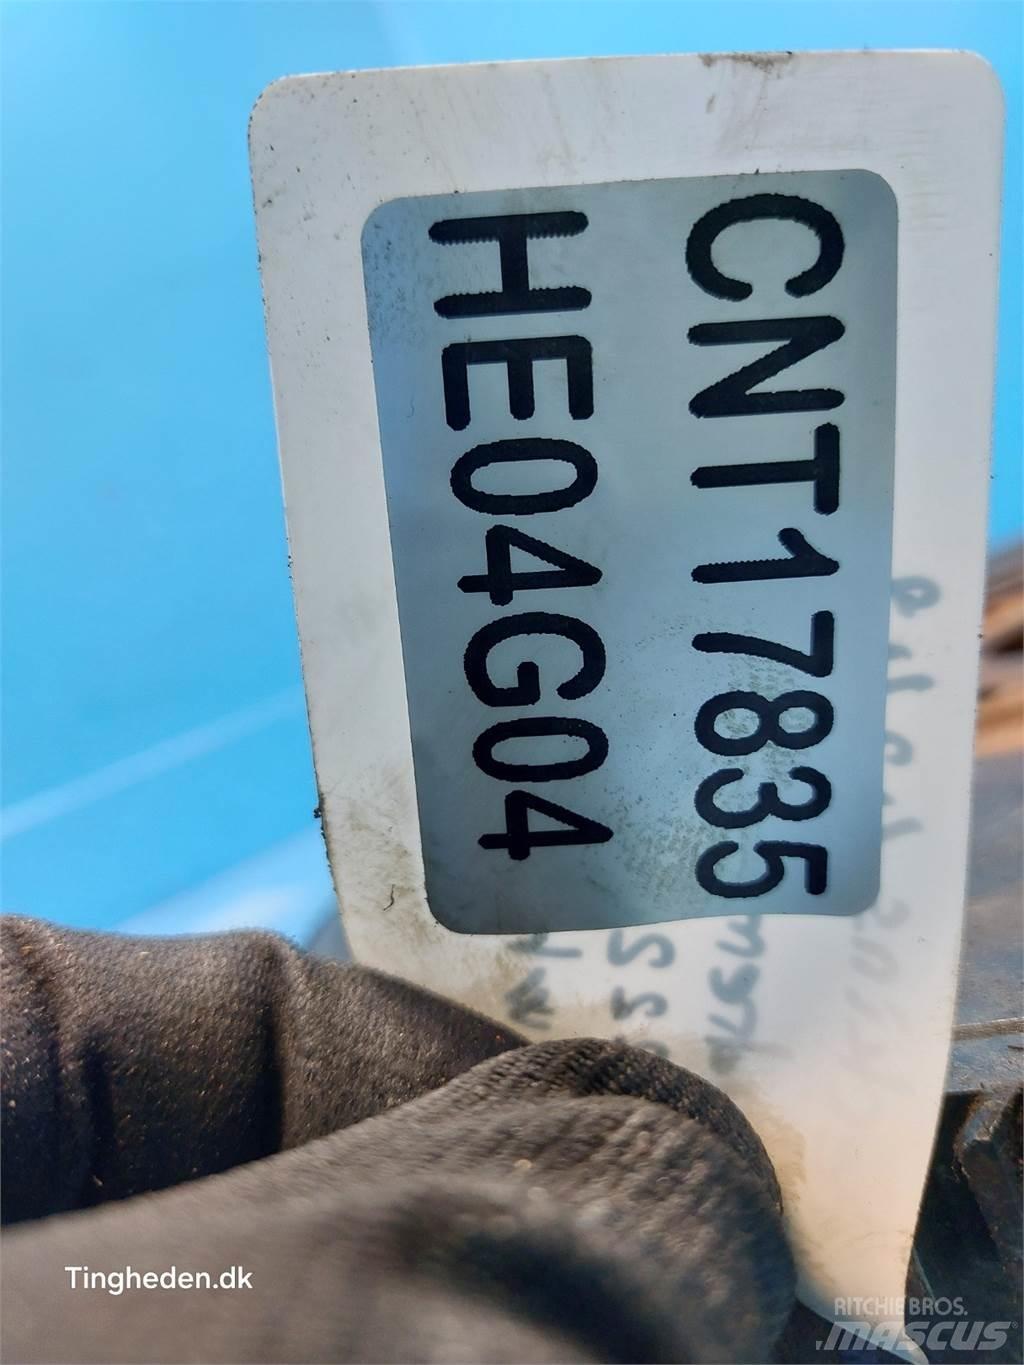 CNT17835
HE04G04
Tingheden.dk
RITCHIE BROS.
MASCUS